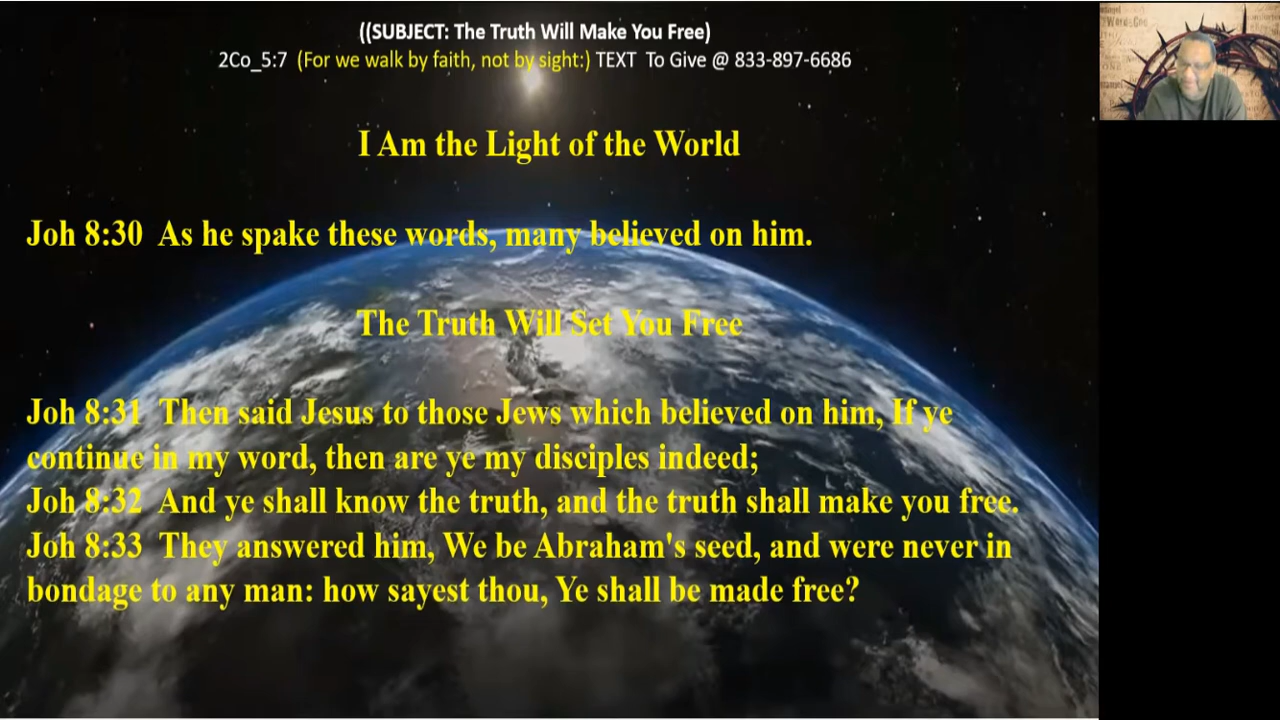 ((SUBJECT: The Truth Will Make You Free)
2Co_5:7 (For we walk by faith, not by sight:) TEXT To Give @ 833-897-6686
I Am the Light of the World
Joh 8:30 As he spake these words, many believed on him.
The Truth Will Set You Free
Joh 8:31 Then said Jesus to those Jews which believed on him, If ye
continue in my word, then are ye my disciples indeed;
Joh 8:32 And ye shall know the truth, and the truth shall make you free.
Joh 8:33 They answered him, We be Abraham's seed, and were never in
bondage to any man: how sayest thou, Ye shall be made free?